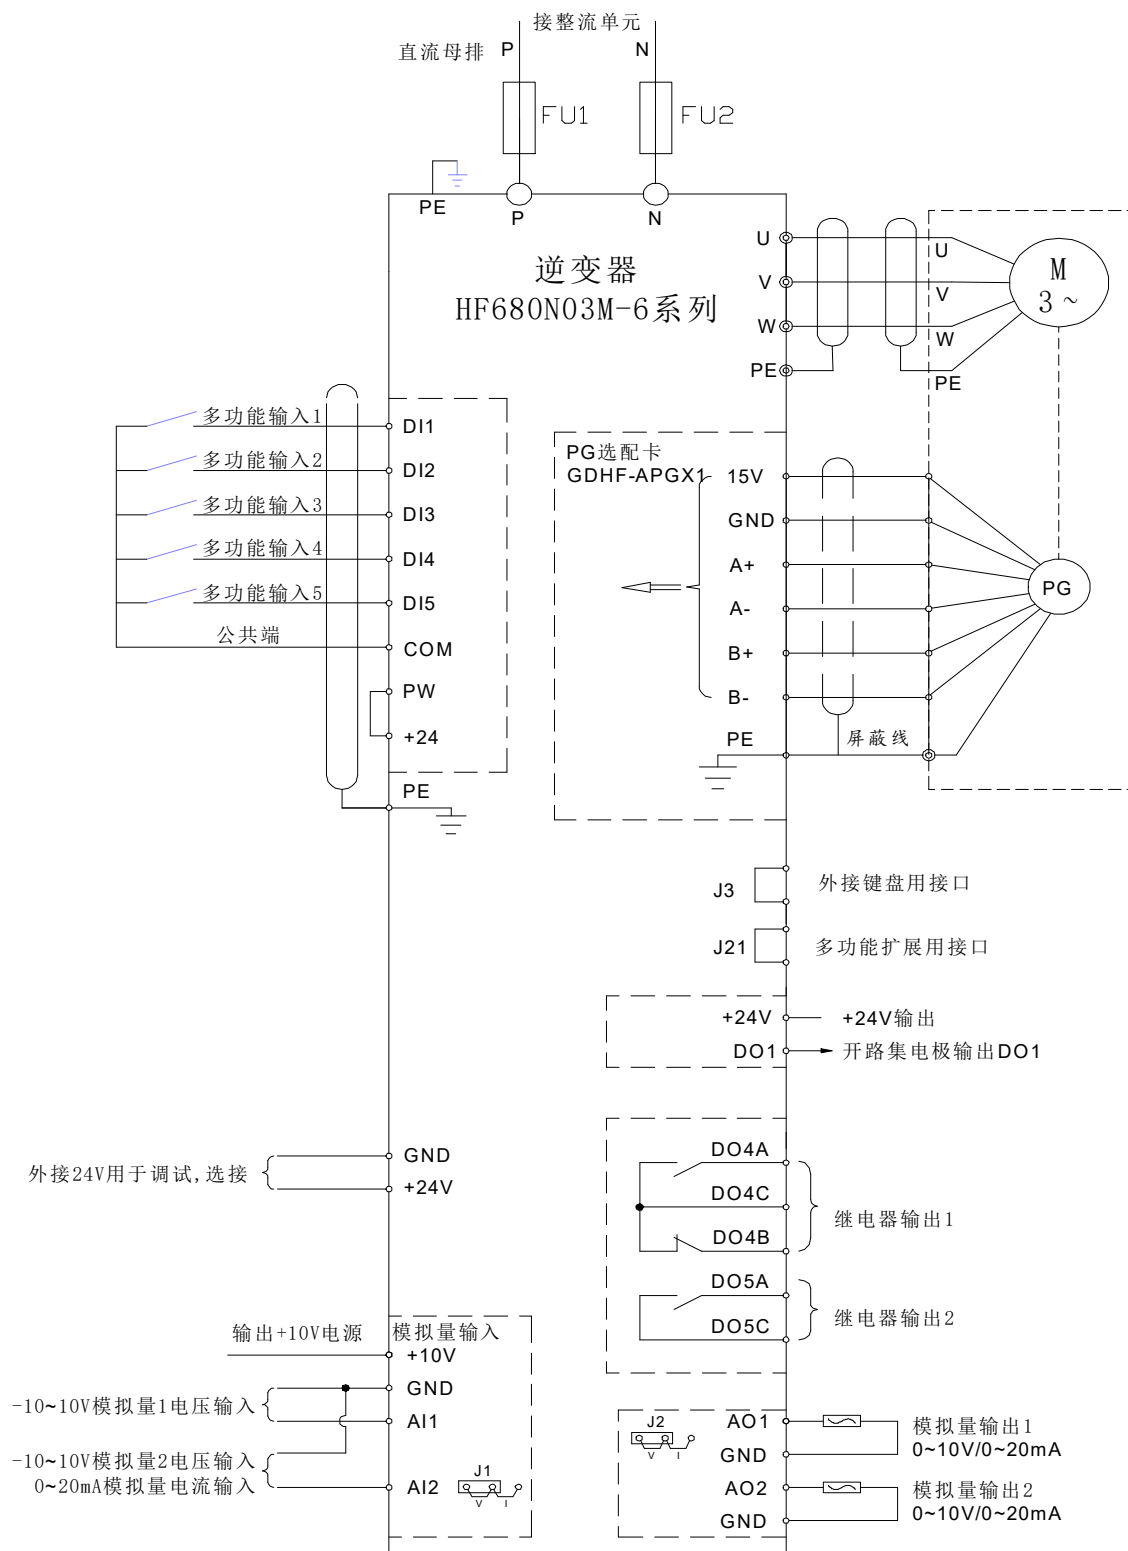 接整流单元
直流母排 P
N
FU1
FU2
PE
P
N
逆变器
HF680N03M-6系列
U
V
W
PE
U
V
W
PE
M
3~
多功能输入1
DI1
多功能输入2
DI2
多功能输入3
DI3
多功能输入4
DI4
多功能输入5
DI5
公共端
COM
PW
+24
PE
PG选配卡
GDHF-APGX1
15V
GND
A+
A-
B+
B-
PE
屏蔽线
PG
J3
外接键盘用接口
J21
多功能扩展用接口
+24V
+24V输出
DO1
开路集电极输出DO1
外接24V用于调试,选接
GND
+24V
DO4A
DO4C
DO4B
继电器输出1
DO5A
DO5C
继电器输出2
输出+10V电源
模拟量输入
+10V
GND
-10~10V模拟量1电压输入
AI1
-10~10V模拟量2电压输入
0~20mA模拟量电流输入
AI2
J1
V
I
J2
V
I
AO1
GND
模拟量输出1
0~10V/0~20mA
AO2
GND
模拟量输出2
0~10V/0~20mA